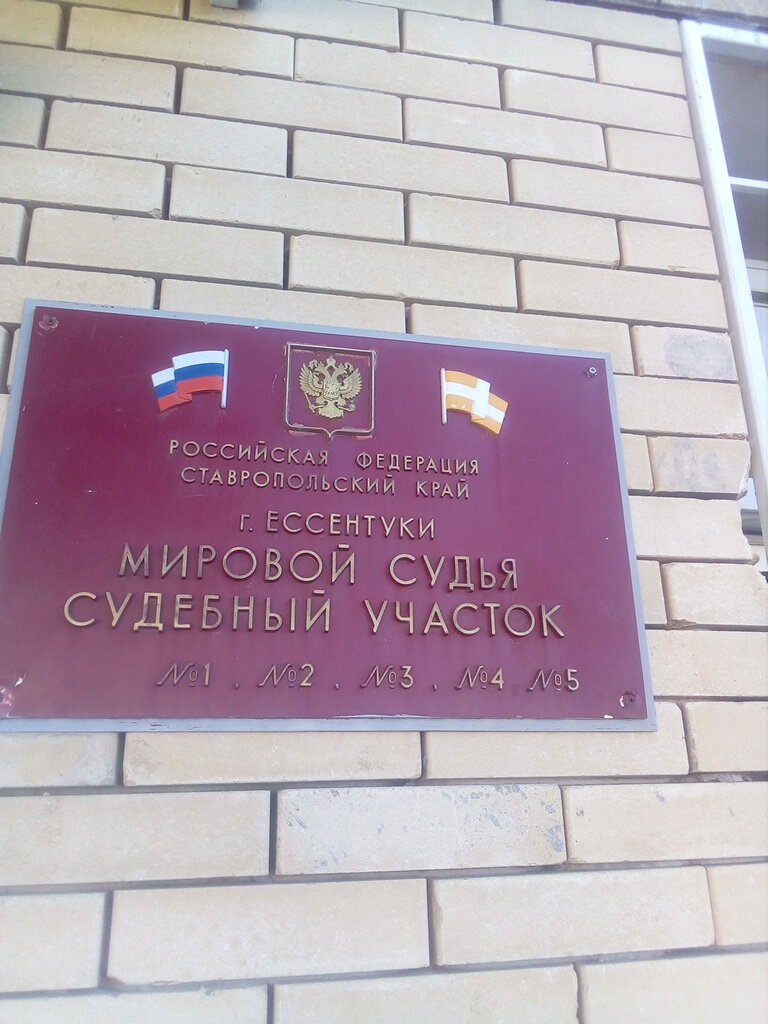 РОССИЙСКАЯ ФЕДЕРАЦИЯ
СТАВРОПОЛЬСКИЙ КРАЙ
г. ЕССЕНТУКИ
МИРОВОЙ СУДЬЯ
СУДЕБНЫЙ УЧАСТОК
№1 . №2 . №3 . №4 №5